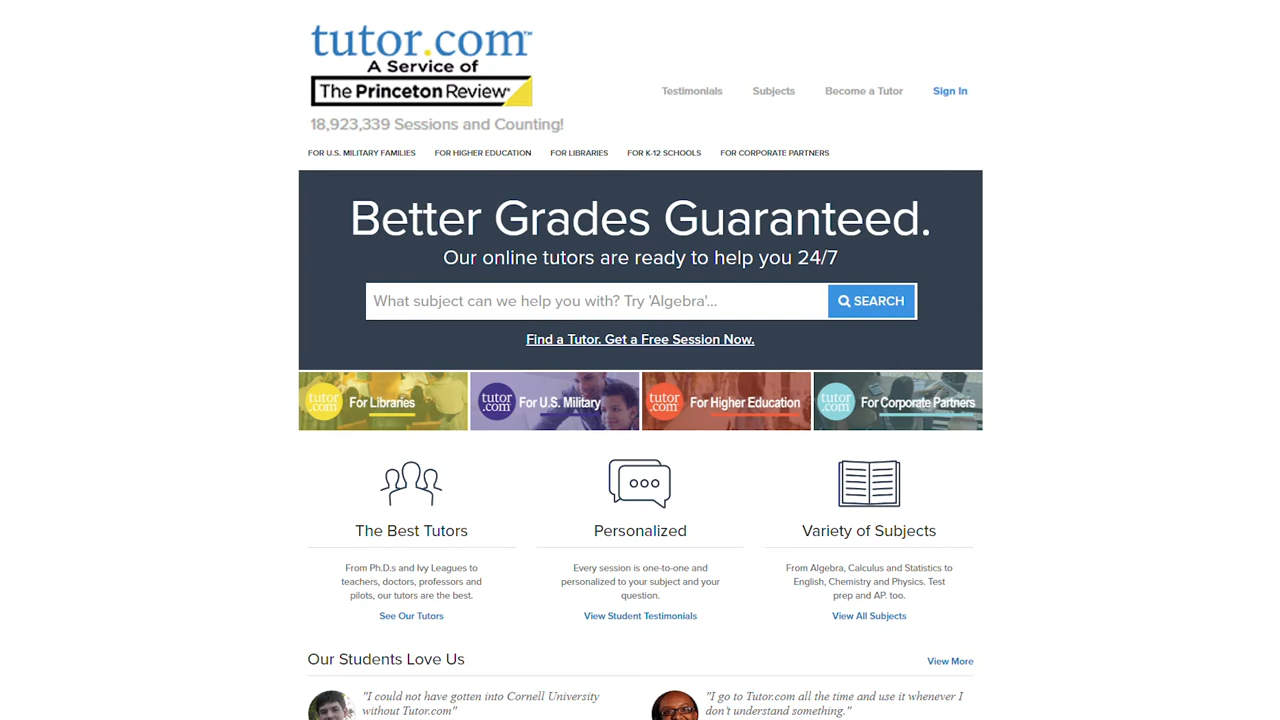 tutor.com™
A Service of
The Princeton Review®
18,923,339 Sessions and Counting!
Testimonials
Subjects
Become a Tutor
Sign In
FOR U.S. MILITARY FAMILIES
FOR HIGHER EDUCATION
FOR LIBRARIES
FOR K-12 SCHOOLS
FOR CORPORATE PARTNERS
Better Grades Guaranteed.
Our online tutors are ready to help you 24/7
What subject can we help you with? Try 'Algebra'...
SEARCH
Find a Tutor. Get a Free Session Now.
tutor
.com
For Libraries
tutor
.com
For U.S. Military
tutor
.com
For Higher Education
tutor
.com
For Corporate Partners
The Best Tutors
From Ph.D.s and Ivy Leagues to
teachers, doctors, professors and
pilots, our tutors are the best.
See Our Tutors
Personalized
Every session is one-to-one and
personalized to your subject and your
question.
View Student Testimonials
Variety of Subjects
From Algebra, Calculus and Statistics to
English, Chemistry and Physics. Test
prep and AP. too.
View All Subjects
Our Students Love Us
View More
"I could not have gotten into Cornell University
without Tutor.com"
"I go to Tutor.com all the time and use it whenever I
don't understand something."